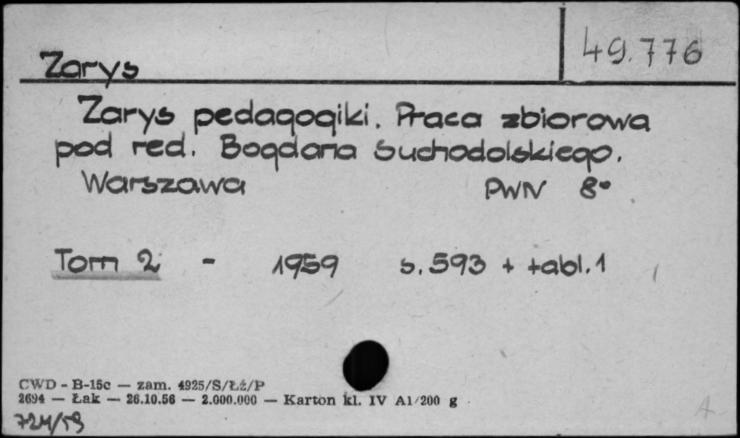 49.776
Zarys
Zarys pedagogiki. Praca zbiorowa
pod red. Bogdana Suchodolskiego.
Warszawa PWN 8°
Tom 2 - 1959 s. 593 + tabl. 1
CWD - B-15c — zam. 4925/S/Łż/P
2694 — Łak — 26.10.56 — 2.000.000 — Karton kl. IV A1/200 g
724/59
A